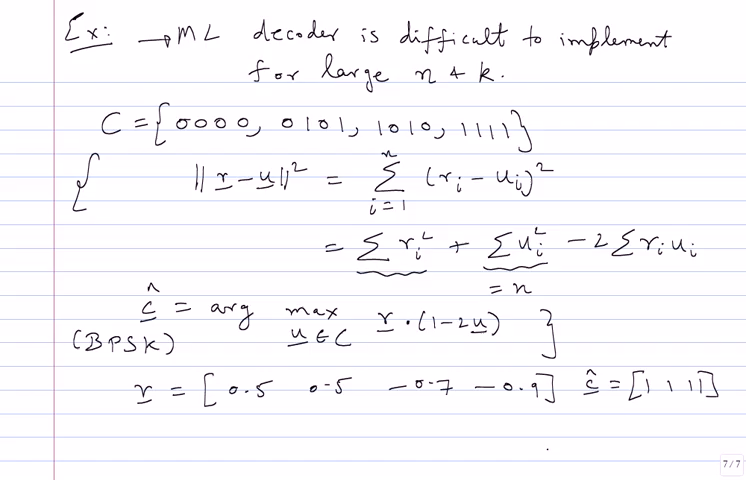 Ex: → ML decoder is difficult to implement
for large n & k.
C = {0000, 0101, 1010, 1111}
{ ||r - u||² = Σ_{i=1}^{n} (r_i - u_i)²
= Σ r_i² + Σ u_i² - 2 Σ r_i u_i
= n
ĉ = arg max_{u ∈ C} r · (1-2u) }
(BPSK)
r = [0.5 0.5 -0.7 -0.9] ĉ = [1 1 1 1]
7 / 7